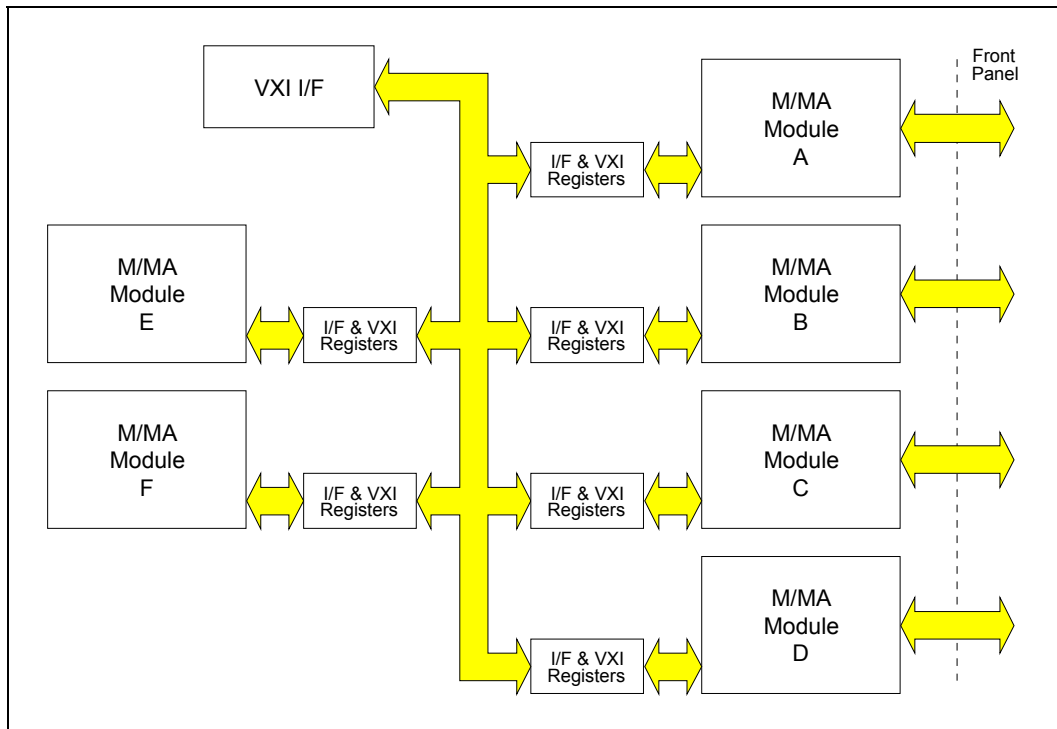 VXI I/F
Front
Panel
M/MA
Module
A
I/F & VXI
Registers
M/MA
Module
E
I/F & VXI
Registers
I/F & VXI
Registers
M/MA
Module
B
M/MA
Module
F
I/F & VXI
Registers
I/F & VXI
Registers
M/MA
Module
C
I/F & VXI
Registers
M/MA
Module
D